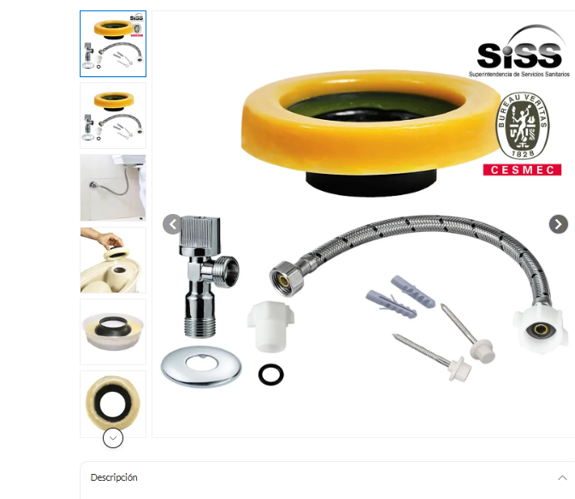 SiSS
Superintendencia de Servicios Sanitarios
BUREAU VERITAS
1828
CESMEC
Descripción